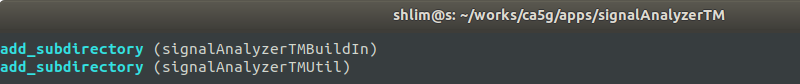 shlim@s: ~/works/ca5g/apps/signalAnalyzerTM
add_subdirectory (signalAnalyzerTMBuildIn)
add_subdirectory (signalAnalyzerTMUtil)